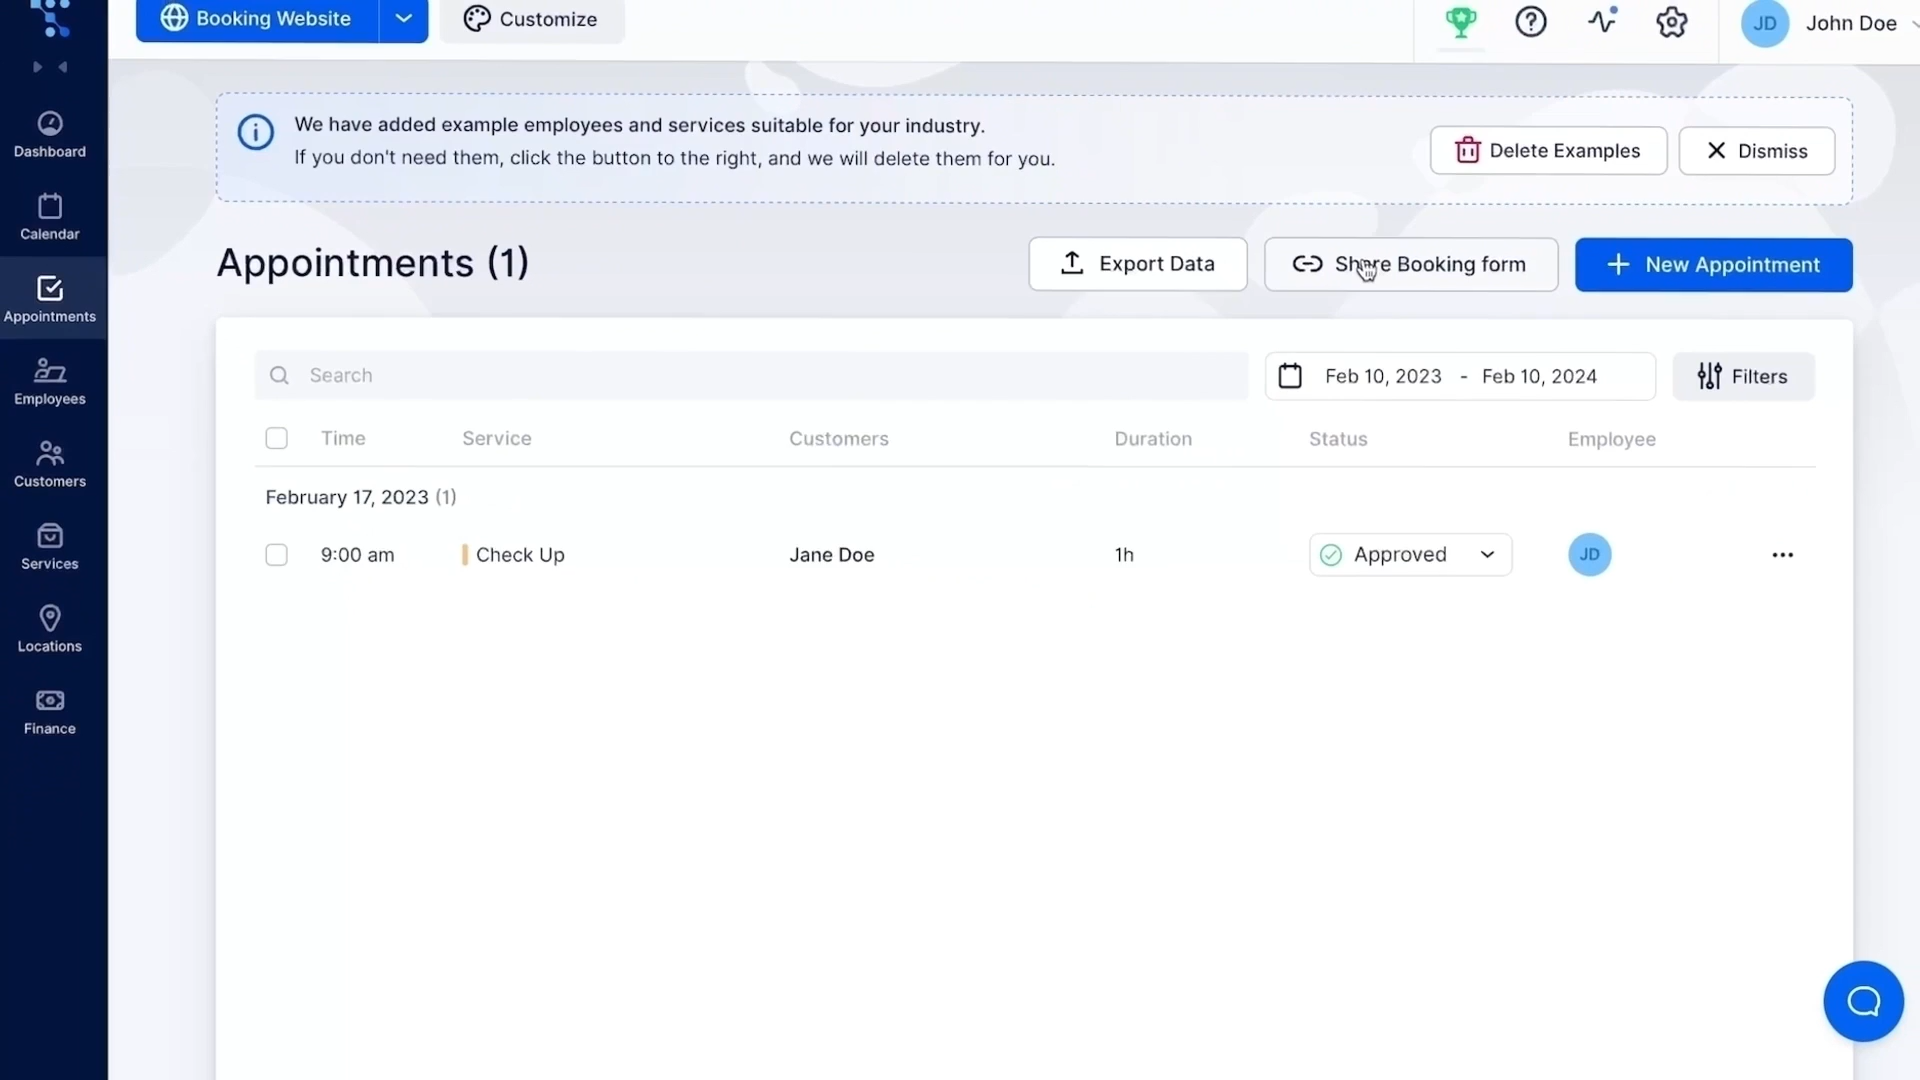 Booking Website
Customize
JD
John Doe
Dashboard
Calendar
Appointments
Employees
Customers
Services
Locations
Finance
We have added example employees and services suitable for your industry.
If you don't need them, click the button to the right, and we will delete them for you.
Delete Examples
Dismiss
Appointments (1)
Export Data
Share Booking form
New Appointment
Search
Feb 10, 2023 - Feb 10, 2024
Filters
Time Service Customers Duration Status Employee
February 17, 2023 (1)
9:00 am Check Up Jane Doe 1h Approved JD